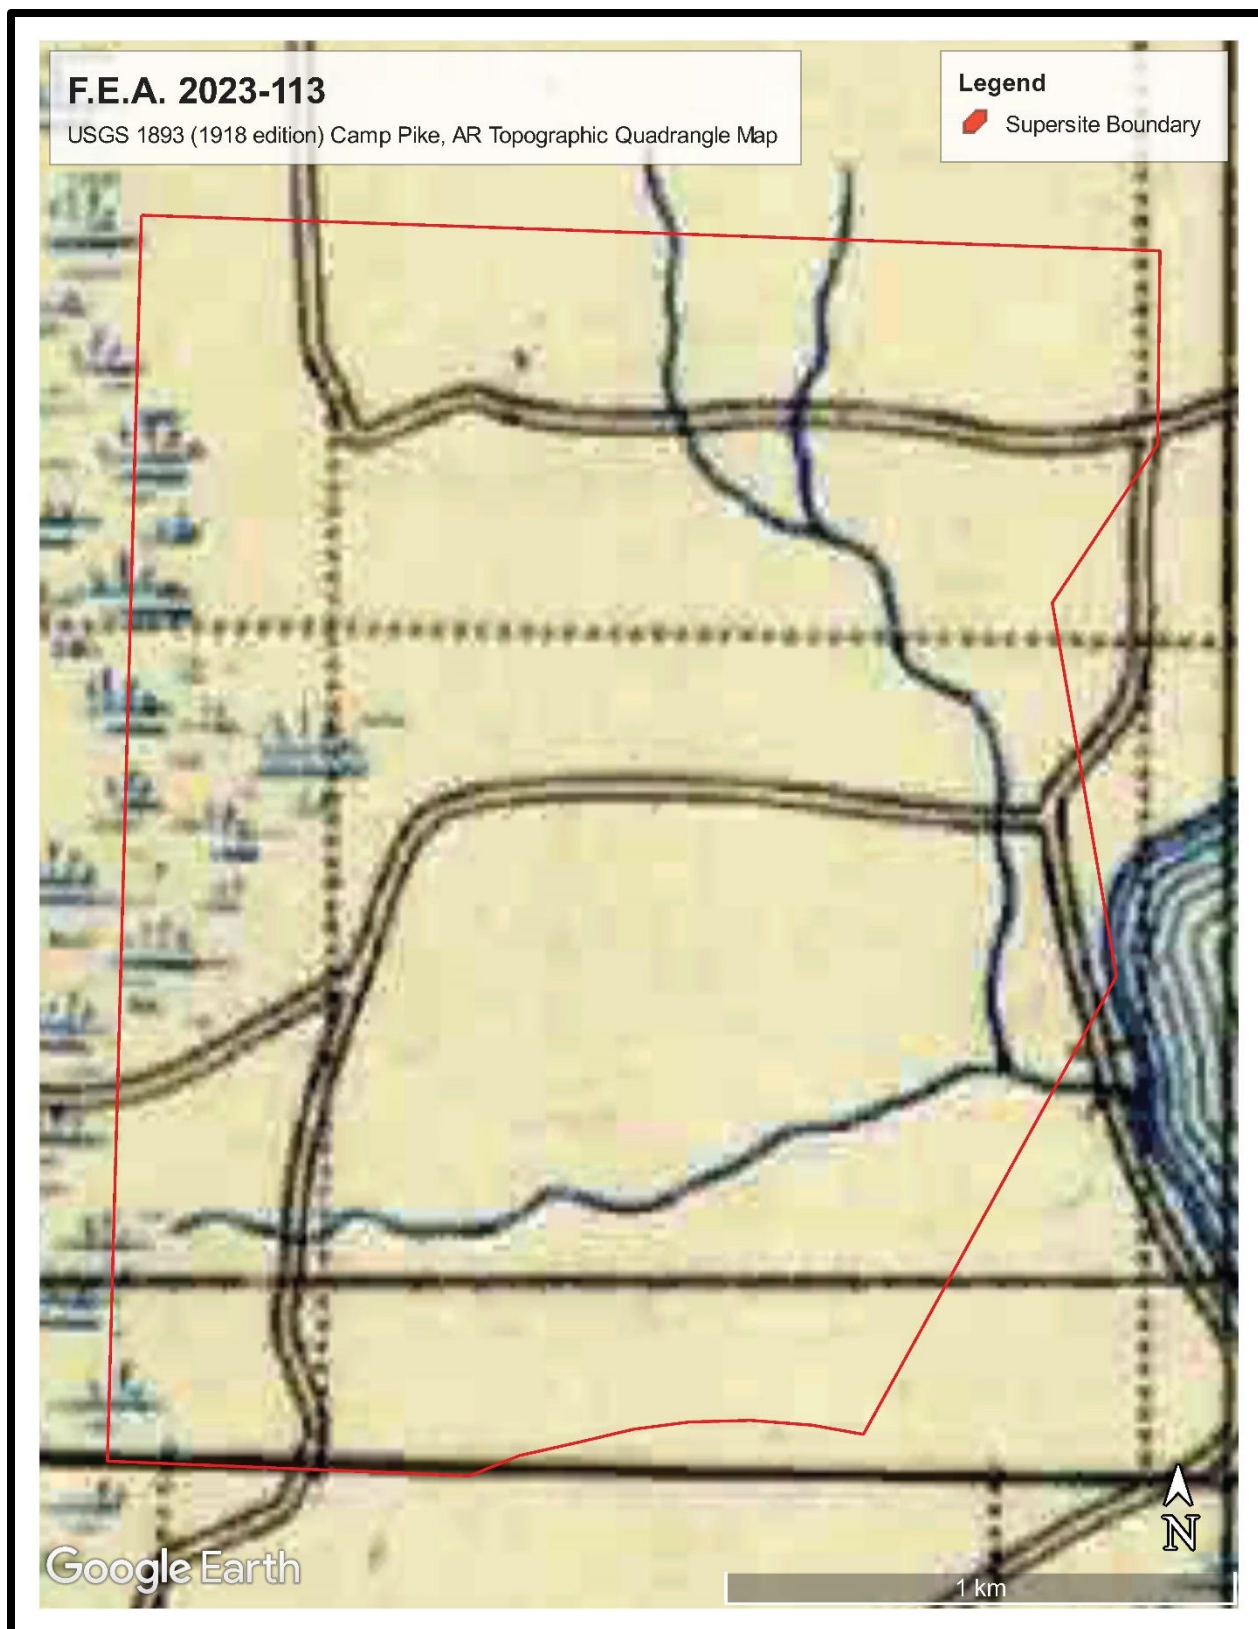 F.E.A. 2023-113
USGS 1893 (1918 edition) Camp Pike, AR Topographic Quadrangle Map
Legend
Supersite Boundary
N
Google Earth
1 km